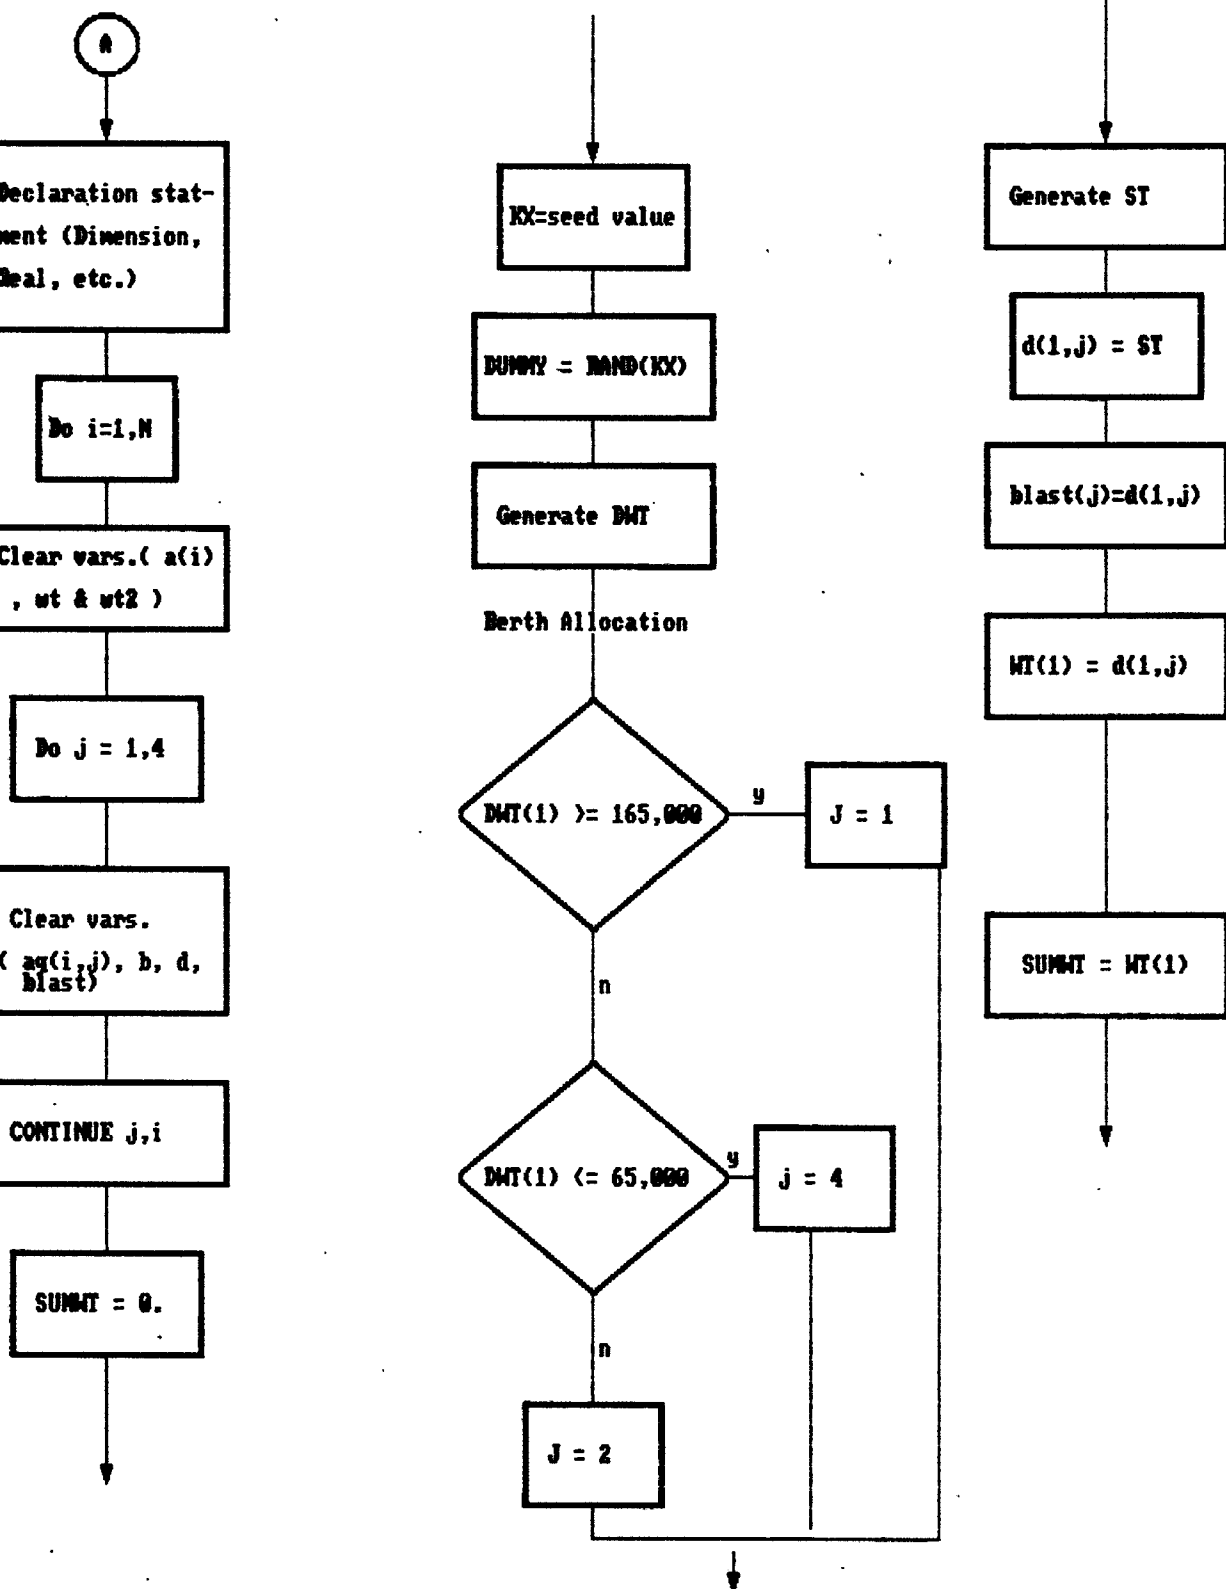 A
Declaration stat-
ment (Dimension,
Real, etc.)
Do i=1,N
Clear vars.( a(i)
, wt & wt2 )
Do j = 1,4
Clear vars.
( aq(i,j), b, d,
blast)
CONTINUE j,i
SUMWT = 0.
KX=seed value
DUMMY = RAND(KX)
Generate DWT
Berth Allocation
DWT(1) >= 165,000
y
J = 1
n
DWT(1) <= 65,000
y
j = 4
n
J = 2
Generate ST
d(1,j) = ST
blast(j)=d(1,j)
WT(1) = d(1,j)
SUMWT = WT(1)